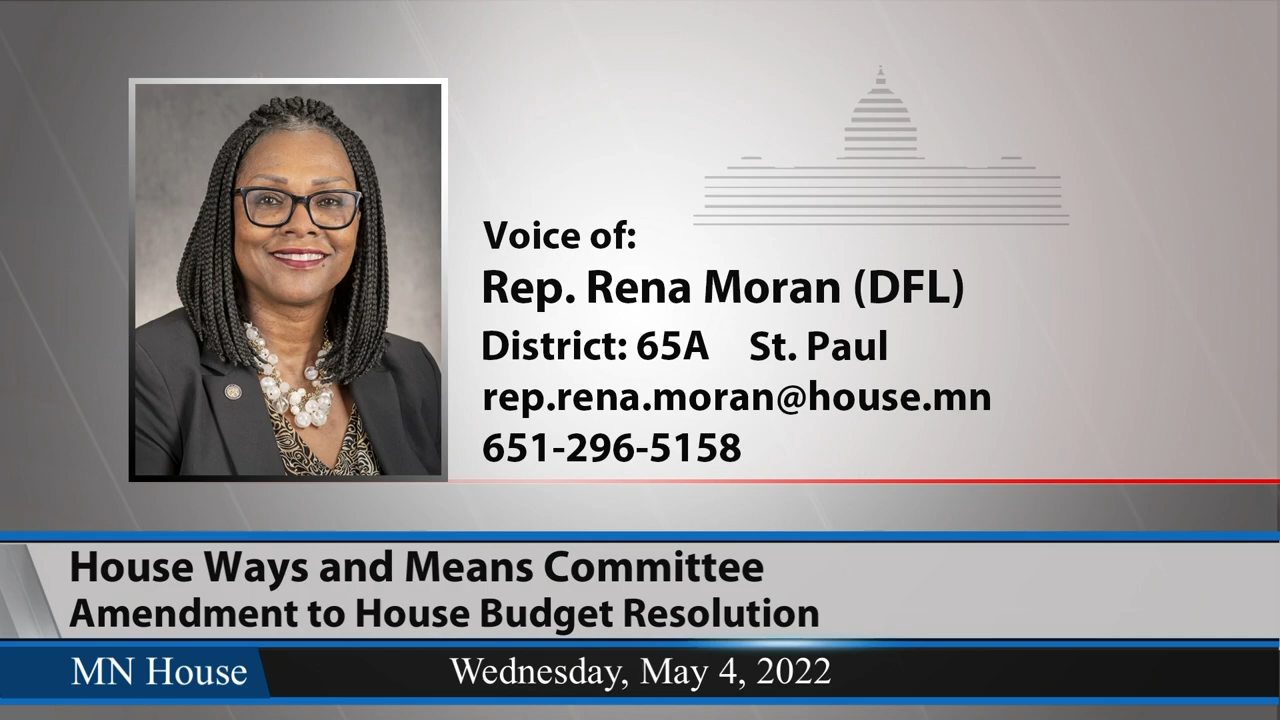 Voice of:
Rep. Rena Moran (DFL)
District: 65A St. Paul
rep.rena.moran@house.mn
651-296-5158
House Ways and Means Committee
Amendment to House Budget Resolution
MN House Wednesday, May 4, 2022